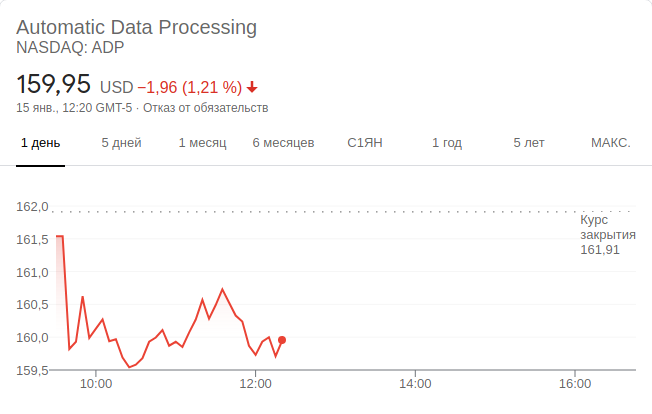 Automatic Data Processing
NASDAQ: ADP
159,95 USD −1,96 (1,21 %)
15 янв., 12:20 GMT-5 · Отказ от обязательств
1 день 5 дней 1 месяц 6 месяцев С1ЯН 1 год 5 лет МАКС.
162,0
Курс
закрытия
161,91
161,5
161,0
160,5
160,0
159,5
10:00 12:00 14:00 16:00